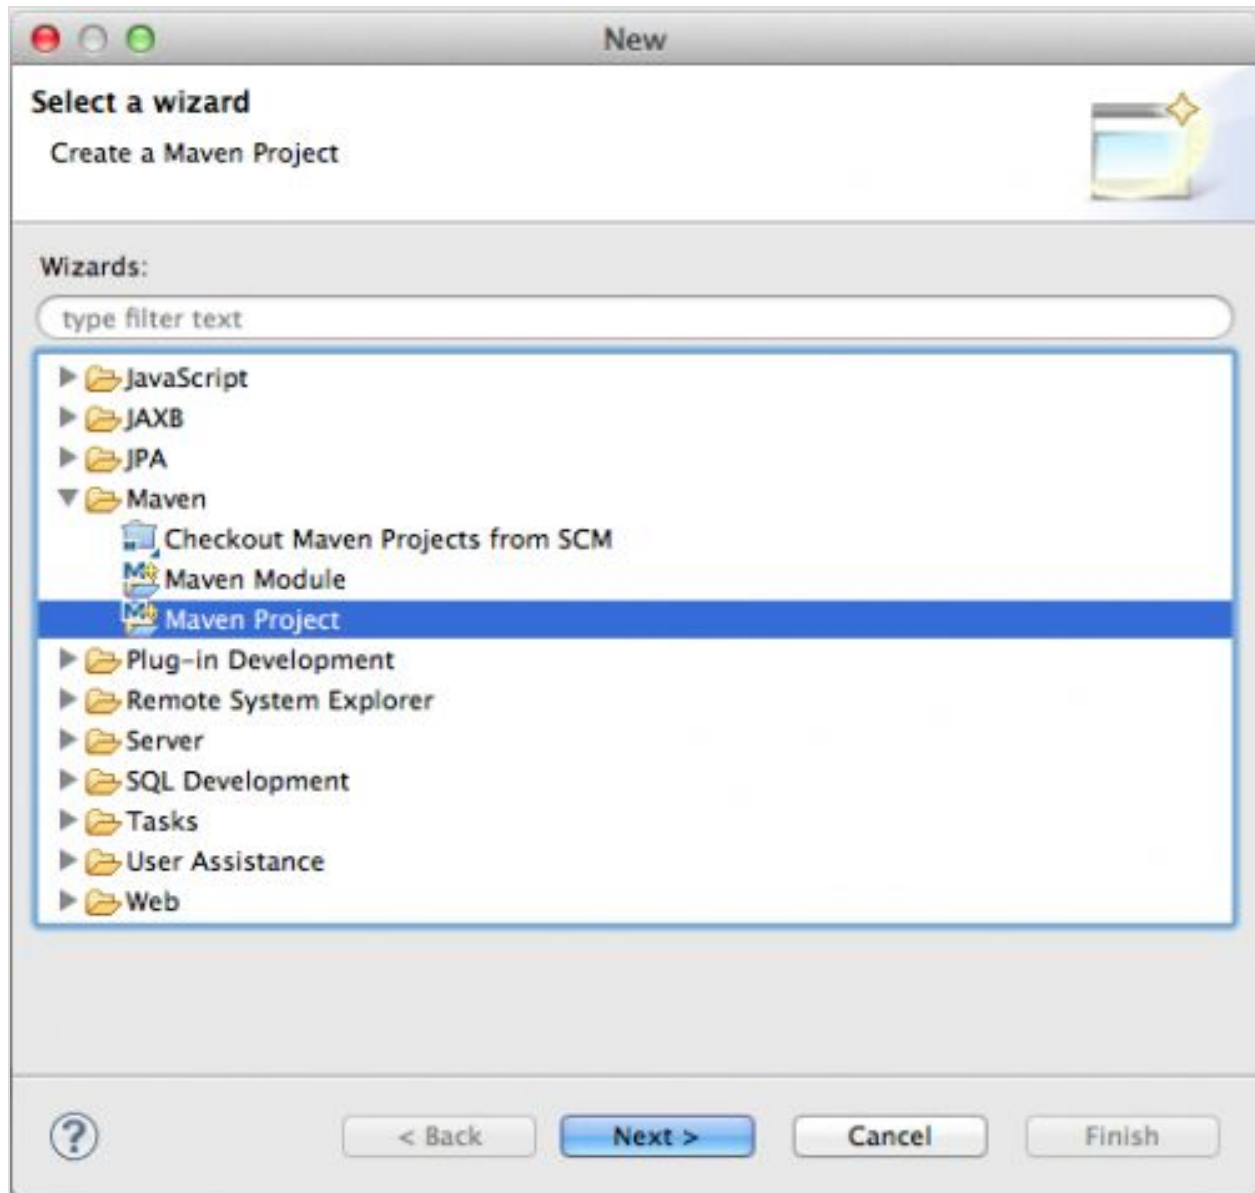 New
Select a wizard
Create a Maven Project
Wizards:
type filter text
JavaScript
JAXB
JPA
Maven
Checkout Maven Projects from SCM
Maven Module
Maven Project
Plug-in Development
Remote System Explorer
Server
SQL Development
Tasks
User Assistance
Web
? < Back Next > Cancel Finish